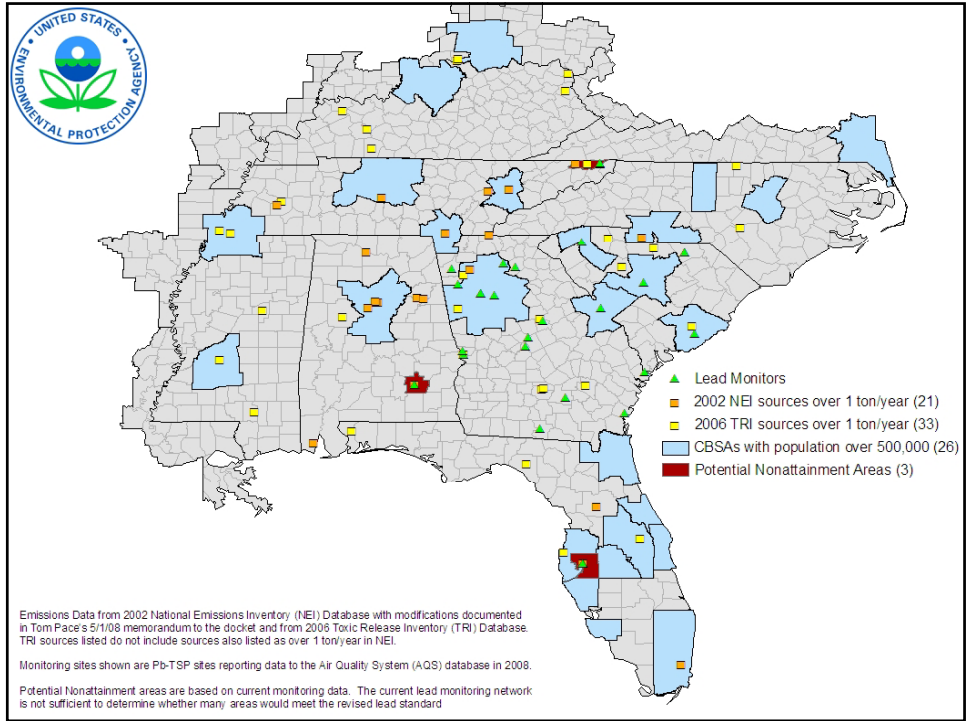 UNITED STATES
ENVIRONMENTAL PROTECTION AGENCY
Lead Monitors
2002 NEI sources over 1 ton/year (21)
2006 TRI sources over 1 ton/year (33)
CBSAs with population over 500,000 (26)
Potential Nonattainment Areas (3)
Emissions Data from 2002 National Emissions Inventory (NEI) Database with modifications documented
in Tom Pace's 5/1/08 memorandum to the docket and from 2006 Toxic Release Inventory (TRI) Database.
TRI sources listed do not include sources also listed as over 1 ton/year in NEI.
Monitoring sites shown are Pb-TSP sites reporting data to the Air Quality System (AQS) database in 2008.
Potential Nonattainment areas are based on current monitoring data. The current lead monitoring network
is not sufficient to determine whether many areas would meet the revised lead standard